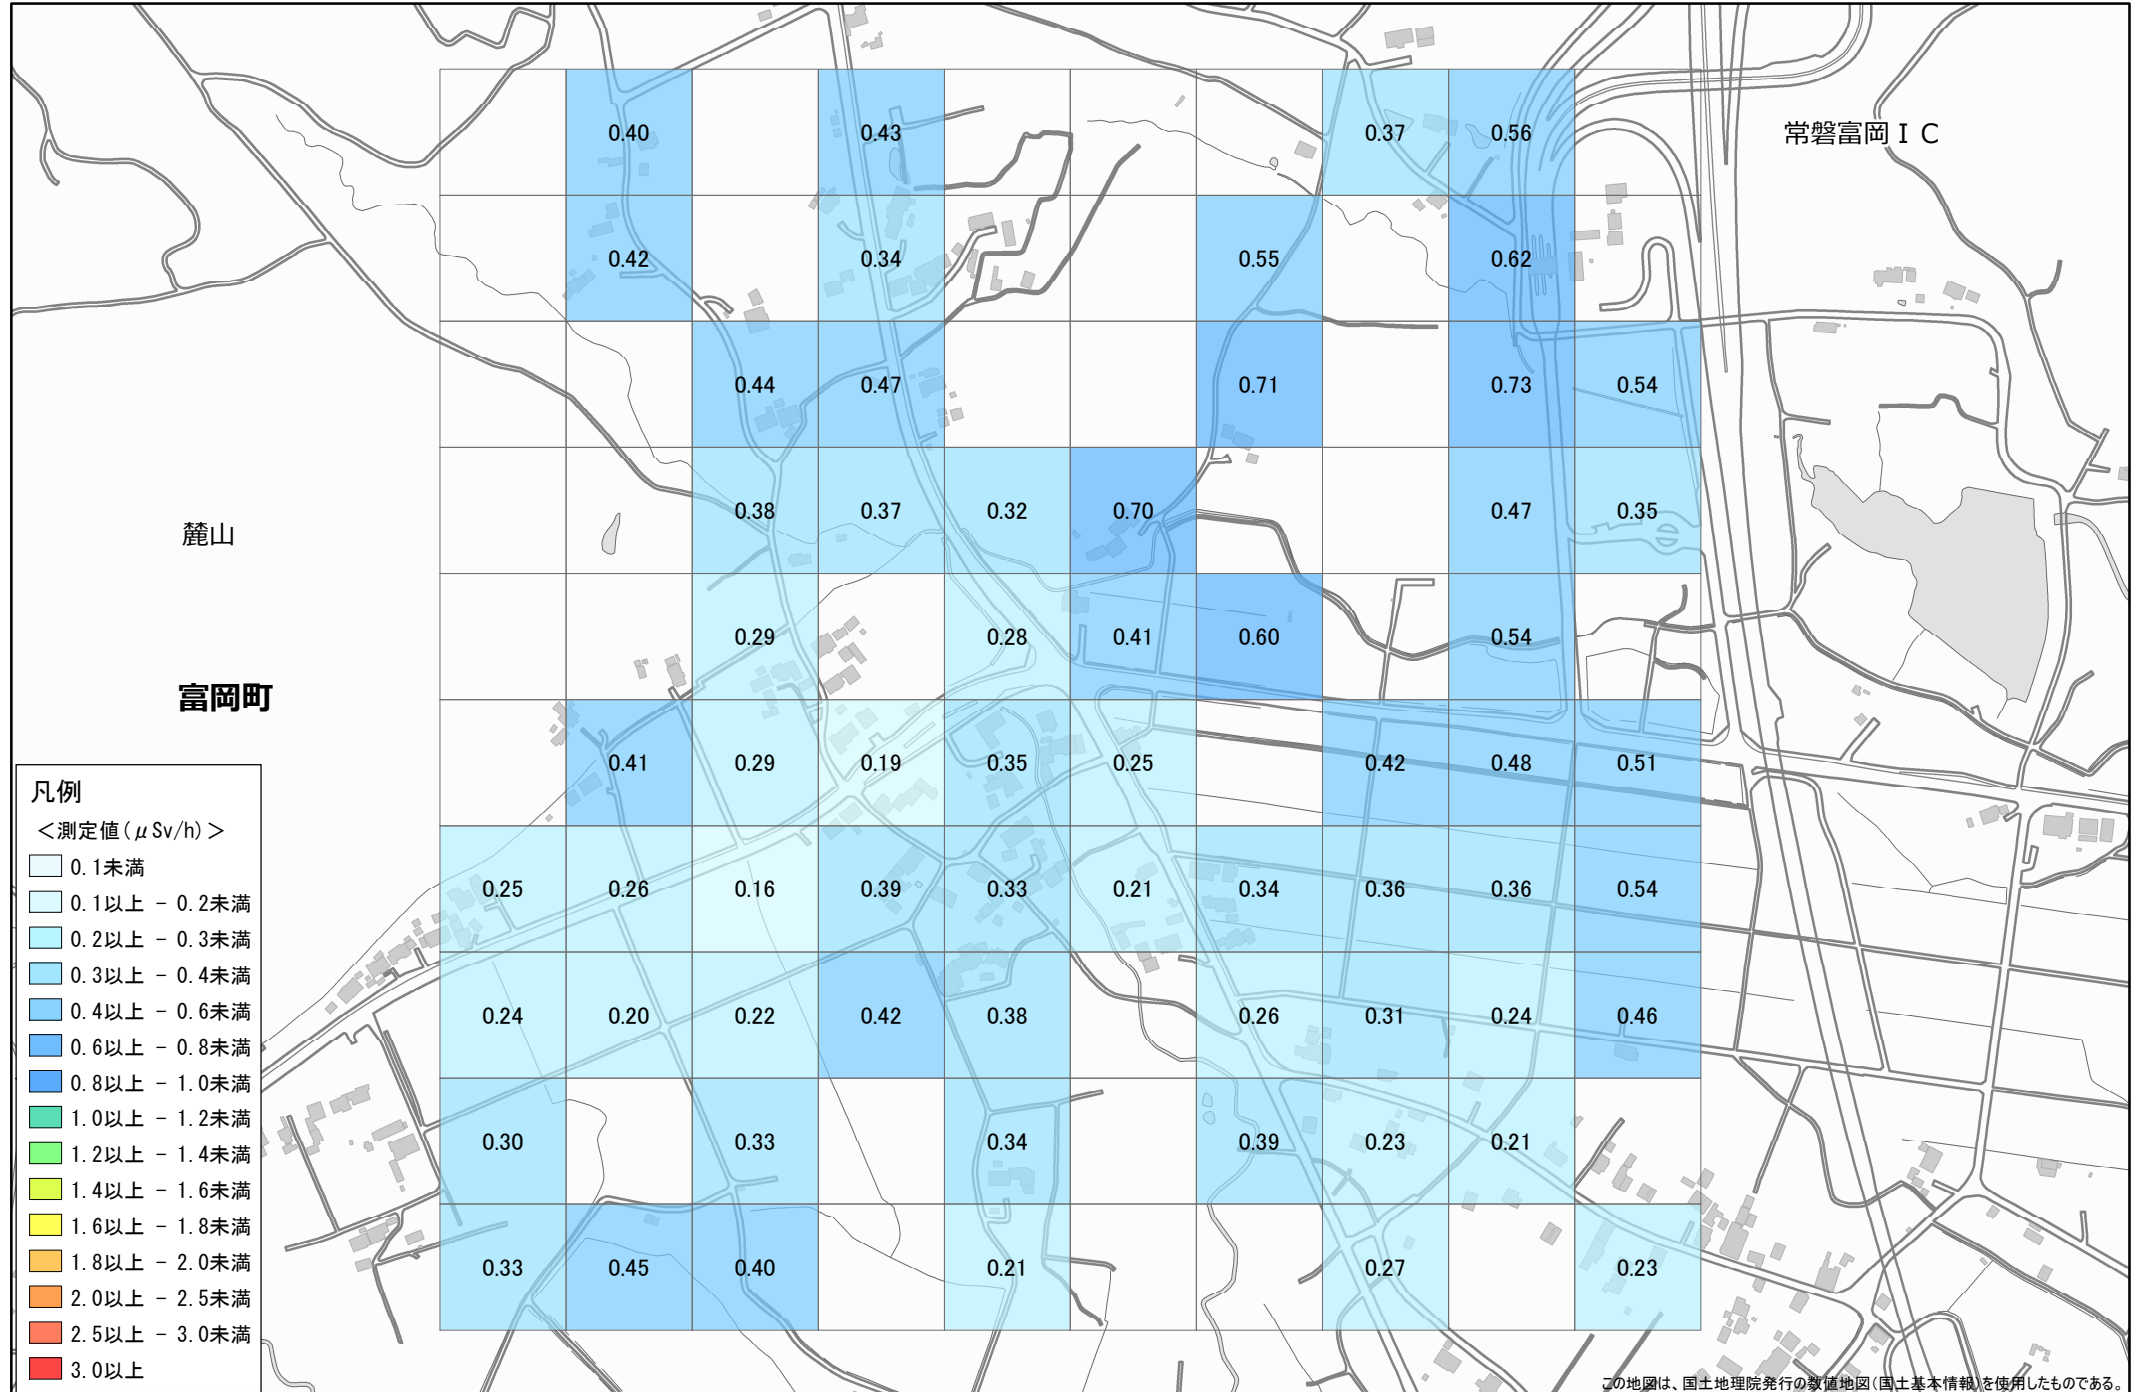 0.40 0.43 0.37 0.56 常磐富岡IC
0.42 0.34 0.55 0.62
0.44 0.47 0.71 0.73 0.54
0.38 0.37 0.32 0.70 0.47 0.35
麓山
0.29 0.28 0.41 0.60 0.54
富岡町
0.41 0.29 0.19 0.35 0.25 0.42 0.48 0.51
0.25 0.26 0.16 0.39 0.33 0.21 0.34 0.36 0.36 0.54
0.24 0.20 0.22 0.42 0.38 0.26 0.31 0.24 0.46
0.30 0.33 0.34 0.39 0.23 0.21
0.33 0.45 0.40 0.21 0.27 0.23
凡例
＜測定値(μSv/h)＞
0.1未満
0.1以上 － 0.2未満
0.2以上 － 0.3未満
0.3以上 － 0.4未満
0.4以上 － 0.6未満
0.6以上 － 0.8未満
0.8以上 － 1.0未満
1.0以上 － 1.2未満
1.2以上 － 1.4未満
1.4以上 － 1.6未満
1.6以上 － 1.8未満
1.8以上 － 2.0未満
2.0以上 － 2.5未満
2.5以上 － 3.0未満
3.0以上
この地図は、国土地理院発行の数値地図(国土基本情報)を使用したものである。